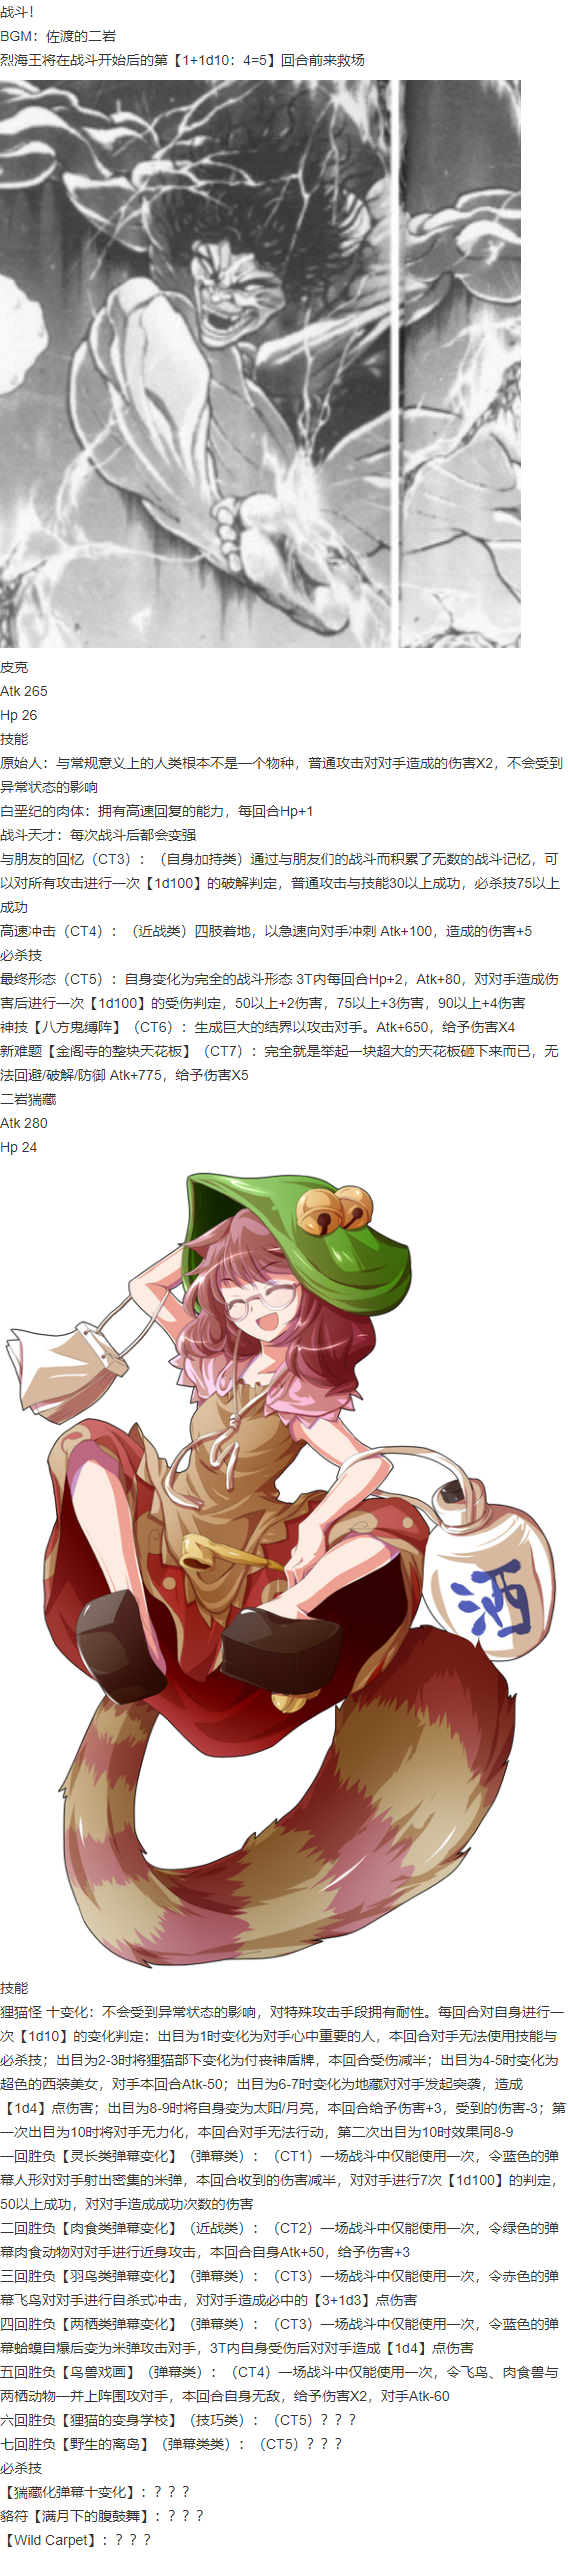 战斗！
BGM：佐渡的二岩
烈海王将在战斗开始后的第【1+1d10：4=5】回合前来救场
皮克
Atk 265
Hp 26
技能
原始人：与常规意义上的人类根本不是一个物种，普通攻击对对手造成的伤害X2，不会受到
异常状态的影响
白垩纪的肉体：拥有高速回复的能力，每回合Hp+1
战斗天才：每次战斗后都会变强
与朋友的回忆（CT3）：（自身加持类）通过与朋友们的战斗而积累了无数的战斗记忆，可
以对所有攻击进行一次【1d100】的破解判定，普通攻击与技能30以上成功，必杀技75以上
成功
高速冲击（CT4）：（近战类）四肢着地，以急速向对手冲刺 Atk+100，造成的伤害+5
必杀技
最终形态（CT5）：自身变化为完全的战斗形态 3T内每回合Hp+2，Atk+80，对对手造成伤
害后进行一次【1d100】的受伤判定，50以上+2伤害，75以上+3伤害，90以上+4伤害
神技【八方鬼缚阵】（CT6）：生成巨大的结界以攻击对手。Atk+650，给予伤害X4
新难题【金阁寺的整块天花板】（CT7）：完全就是举起一块超大的天花板砸下来而已，无
法回避/破解/防御 Atk+775，给予伤害X5
二岩猯藏
Atk 280
Hp 24
酒
技能
狸猫怪 十变化：不会受到异常状态的影响，对特殊攻击手段拥有耐性。每回合对自身进行一
次【1d10】的变化判定：出目为1时变化为对手心中重要的人，本回合对手无法使用技能与
必杀技；出目为2-3时将狸猫部下变化为付丧神盾牌，本回合受伤减半；出目为4-5时变化为
超色的西装美女，对手本回合Atk-50；出目为6-7时变化为地藏对对手发起突袭，造成
【1d4】点伤害；出目为8-9时将自身变为太阳/月亮，本回合给予伤害+3，受到的伤害-3；第
一次出目为10时将对手无力化，本回合对手无法行动，第二次出目为10时效果同8-9
一回胜负【灵长类弹幕变化】（弹幕类）：（CT1）一场战斗中仅能使用一次，令蓝色的弹
幕人形对对手射出密集的米弹，本回合收到的伤害减半，对对手进行7次【1d100】的判定，
50以上成功，对对手造成成功次数的伤害
二回胜负【肉食类弹幕变化】（近战类）：（CT2）一场战斗中仅能使用一次，令绿色的弹
幕肉食动物对对手进行近身攻击，本回合自身Atk+50，给予伤害+3
三回胜负【羽鸟类弹幕变化】（弹幕类）：（CT3）一场战斗中仅能使用一次，令赤色的弹
幕飞鸟对对手进行自杀式冲击，对对手造成必中的【3+1d3】点伤害
四回胜负【两栖类弹幕变化】（弹幕类）：（CT3）一场战斗中仅能使用一次，令蓝色的弹
幕蛤蟆自爆后变为米弹攻击对手，3T内自身受伤后对对手造成【1d4】点伤害
五回胜负【鸟兽戏画】（弹幕类）：（CT4）一场战斗中仅能使用一次，令飞鸟、肉食兽与
两栖动物一并上阵围攻对手，本回合自身无敌，给予伤害X2，对手Atk-60
六回胜负【狸猫的变身学校】（技巧类）：（CT5）？？？
七回胜负【野生的离岛】（弹幕类类）：（CT5）？？？
必杀技
【猯藏化弹幕十变化】：？？？
貉符【满月下的腹鼓舞】：？？？
【Wild Carpet】：？？？